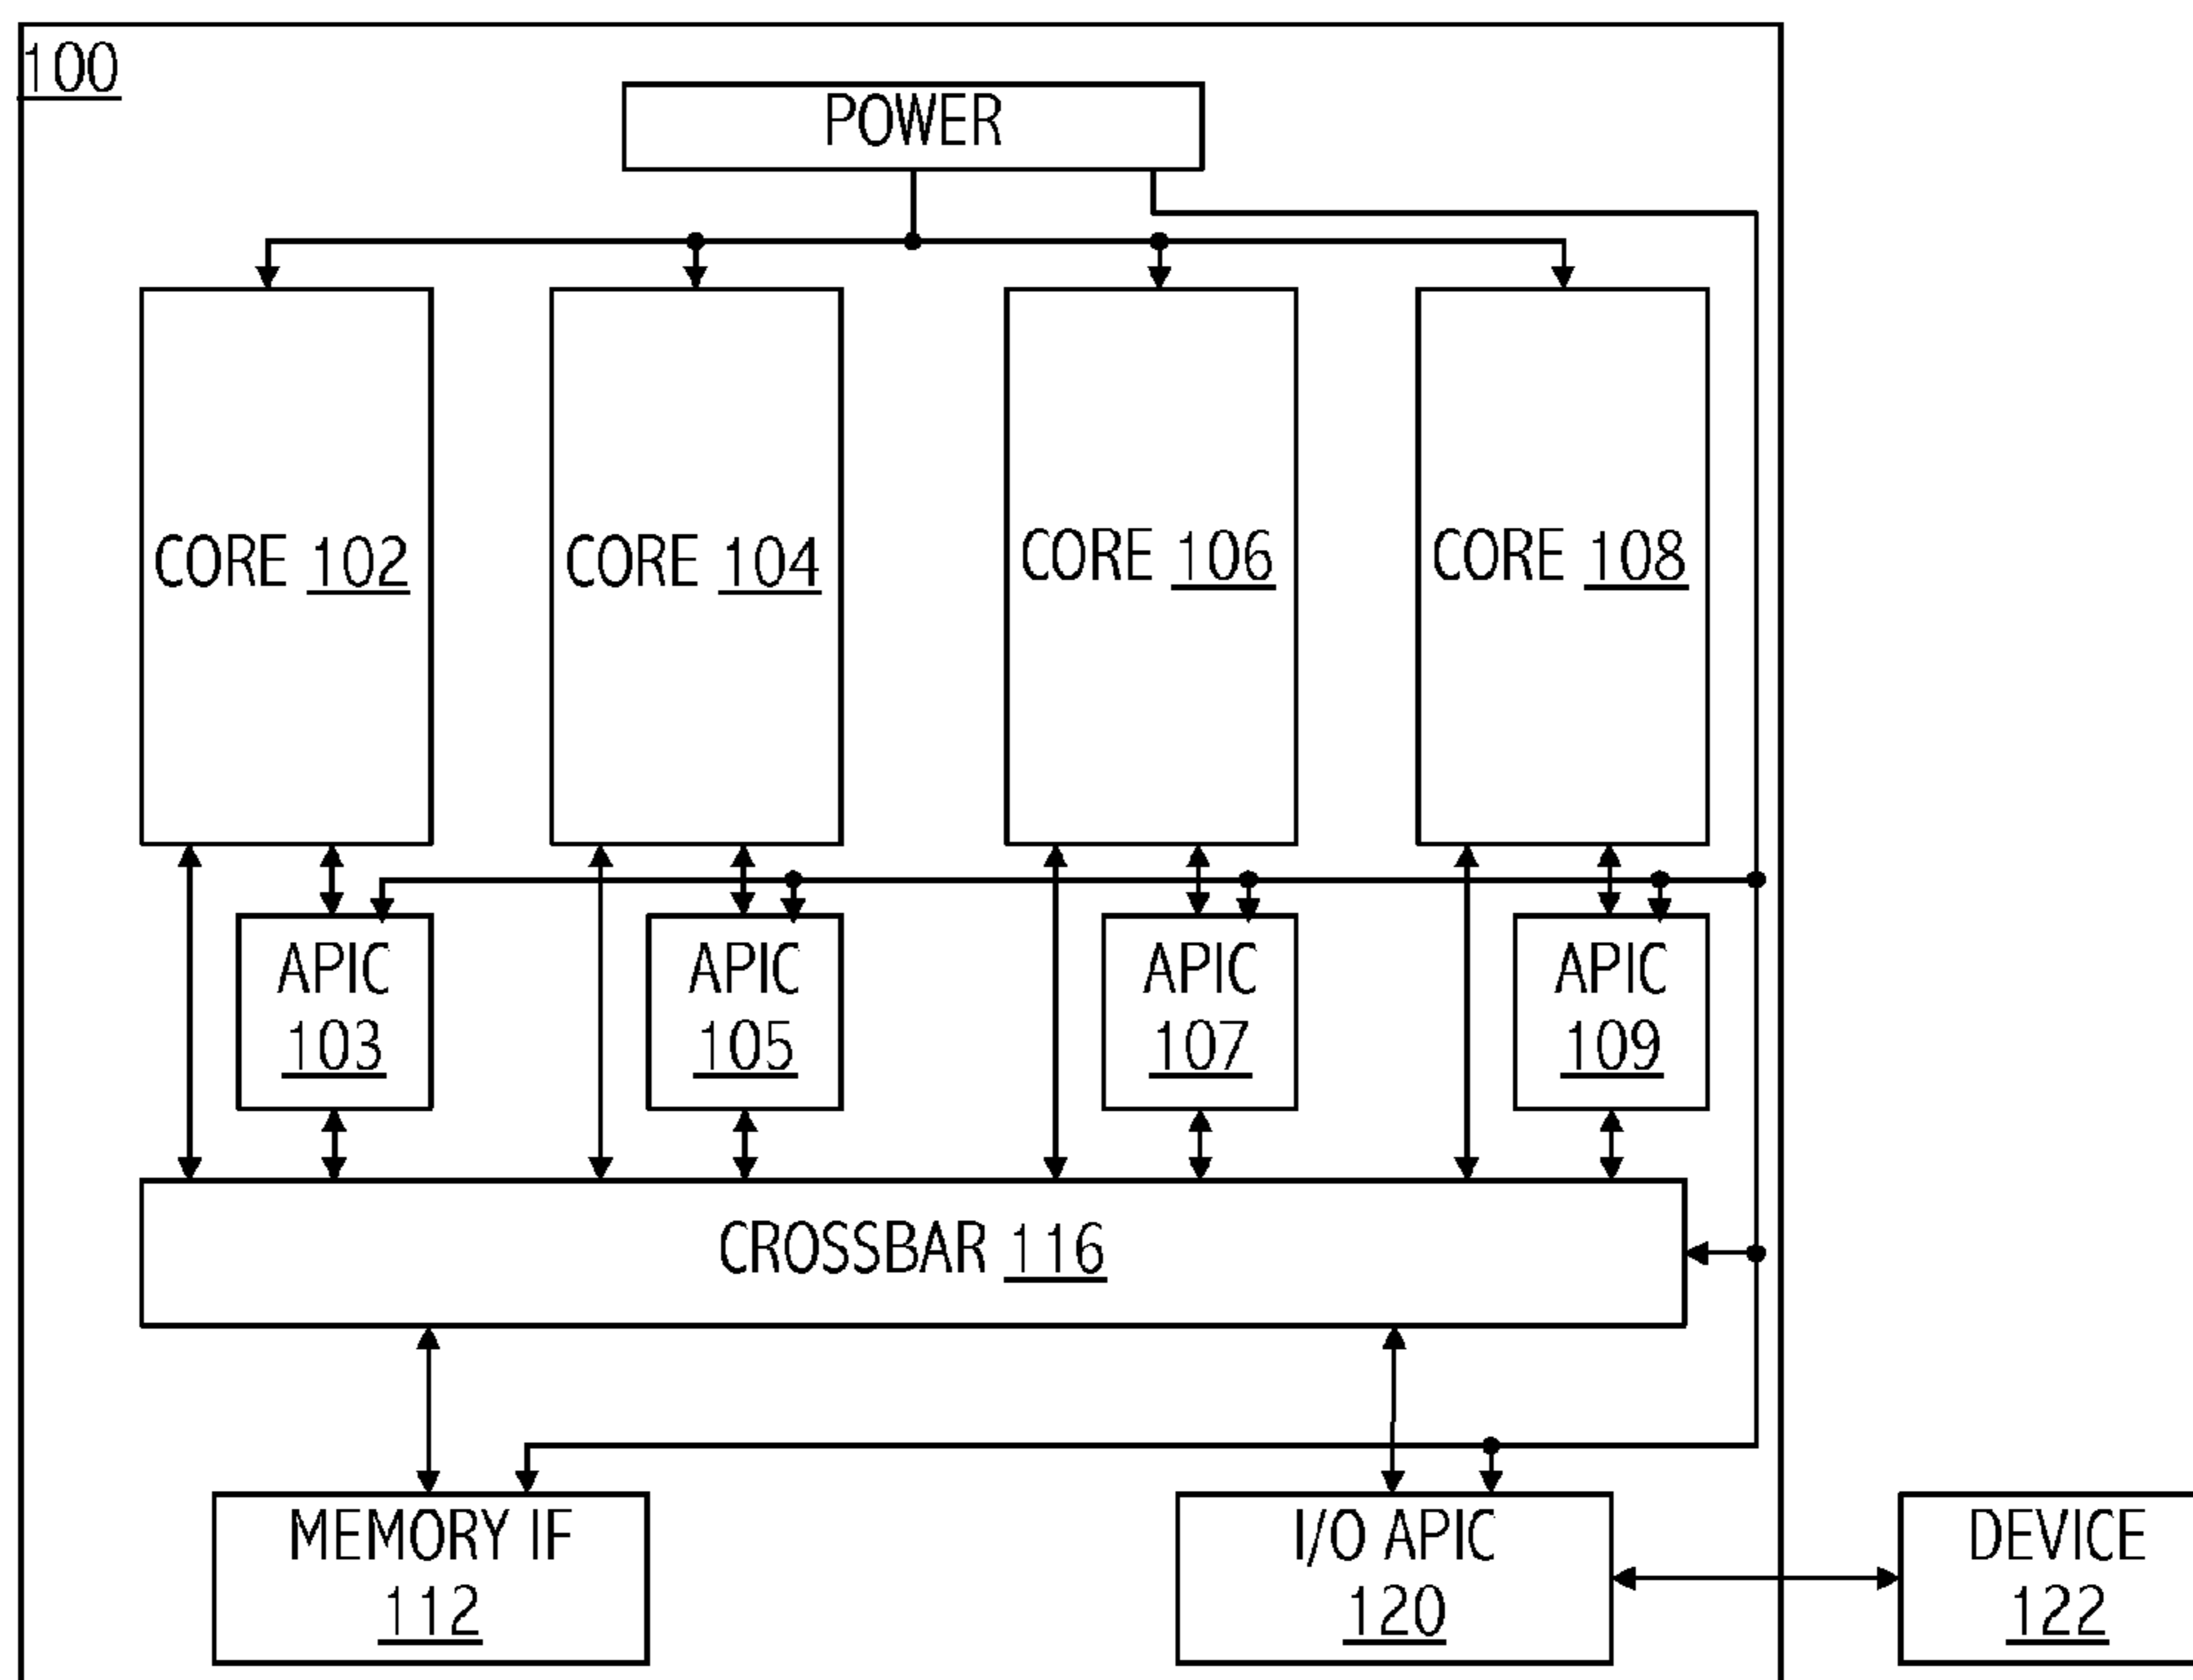 100
POWER
CORE 102
CORE 104
CORE 106
CORE 108
APIC
103
APIC
105
APIC
107
APIC
109
CROSSBAR 116
MEMORY IF
112
I/O APIC
120
DEVICE
122